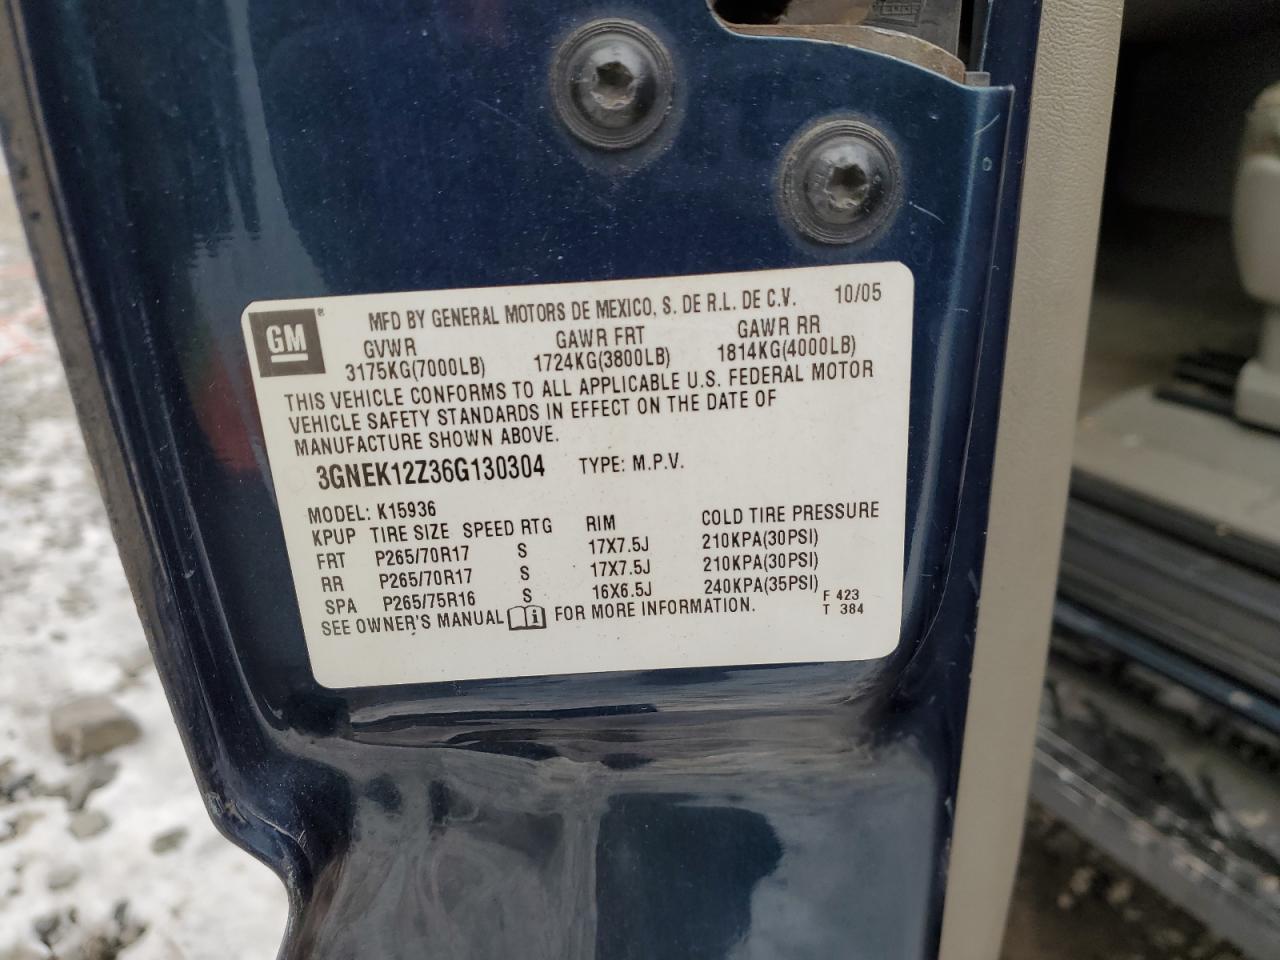 GM®
MFD BY GENERAL MOTORS DE MEXICO, S. DE R.L. DE C.V. 10/05
GVWR GAWR FRT GAWR RR
3175KG(7000LB) 1724KG(3800LB) 1814KG(4000LB)
THIS VEHICLE CONFORMS TO ALL APPLICABLE U.S. FEDERAL MOTOR
VEHICLE SAFETY STANDARDS IN EFFECT ON THE DATE OF
MANUFACTURE SHOWN ABOVE.
3GNEK12Z36G130304 TYPE: M.P.V.
MODEL: K15936
KPUP TIRE SIZE SPEED RTG RIM COLD TIRE PRESSURE
FRT P265/70R17 S 17X7.5J 210KPA(30PSI)
RR P265/70R17 S 17X7.5J 210KPA(30PSI)
SPA P265/75R16 S 16X6.5J 240KPA(35PSI)
SEE OWNER'S MANUAL FOR MORE INFORMATION.
F 423
T 384